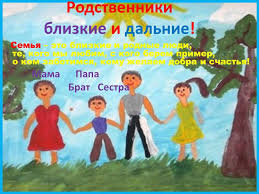 Родственники
близкие и дальние!
Семья - это близкие и родные люди;
те, кого мы любим, с кого берём пример,
о ком заботимся, кому желаем добра и счастья!
Мама Папа
Брат Сестра